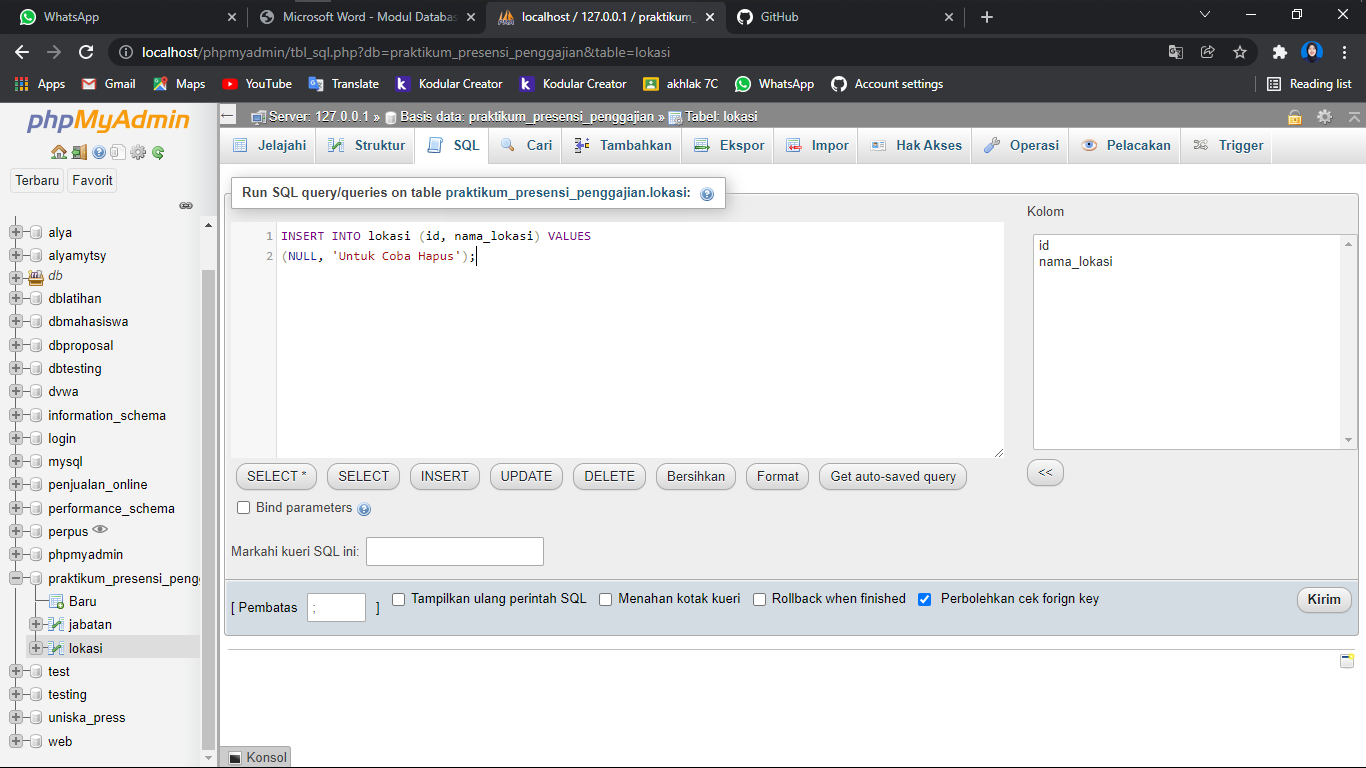 WhatsApp
Microsoft Word - Modul Databas
localhost / 127.0.0.1 / praktikum_
GitHub
localhost/phpmyadmin/tbl_sql.php?db=praktikum_presensi_penggajian&table=lokasi
Apps Gmail Maps YouTube Translate Kodular Creator Kodular Creator akhlak 7C WhatsApp Account settings Reading list
phpMyAdmin
Server: 127.0.0.1 » Basis data: praktikum_presensi_penggajian » Tabel: lokasi
Jelajahi Struktur SQL Cari Tambahkan Ekspor Impor Hak Akses Operasi Pelacakan Trigger
Terbaru Favorit
alya
alyamytsy
db
dblatihan
dbmahasiswa
dbproposal
dbtesting
dvwa
information_schema
login
mysql
penjualan_online
performance_schema
perpus
phpmyadmin
praktikum_presensi_peng
Baru
jabatan
lokasi
test
testing
uniska_press
web
Run SQL query/queries on table praktikum_presensi_penggajian.lokasi:
1 INSERT INTO lokasi (id, nama_lokasi) VALUES
2 (NULL, 'Untuk Coba Hapus');
Kolom
id
nama_lokasi
<<
SELECT * SELECT INSERT UPDATE DELETE Bersihkan Format Get auto-saved query
Bind parameters
Markahi kueri SQL ini:
[ Pembatas ; ] Tampilkan ulang perintah SQL Menahan kotak kueri Rollback when finished Perbolehkan cek forign key Kirim
Konsol